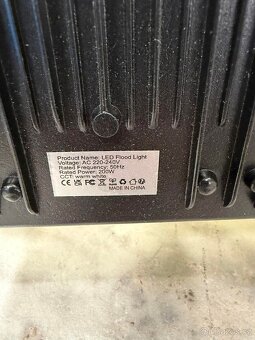 Product Name: LED Flood Light
Voltage: AC 220-240V
Rated Frequency: 50Hz
Rated Power: 200W
CCT: warm white
MADE IN CHINA